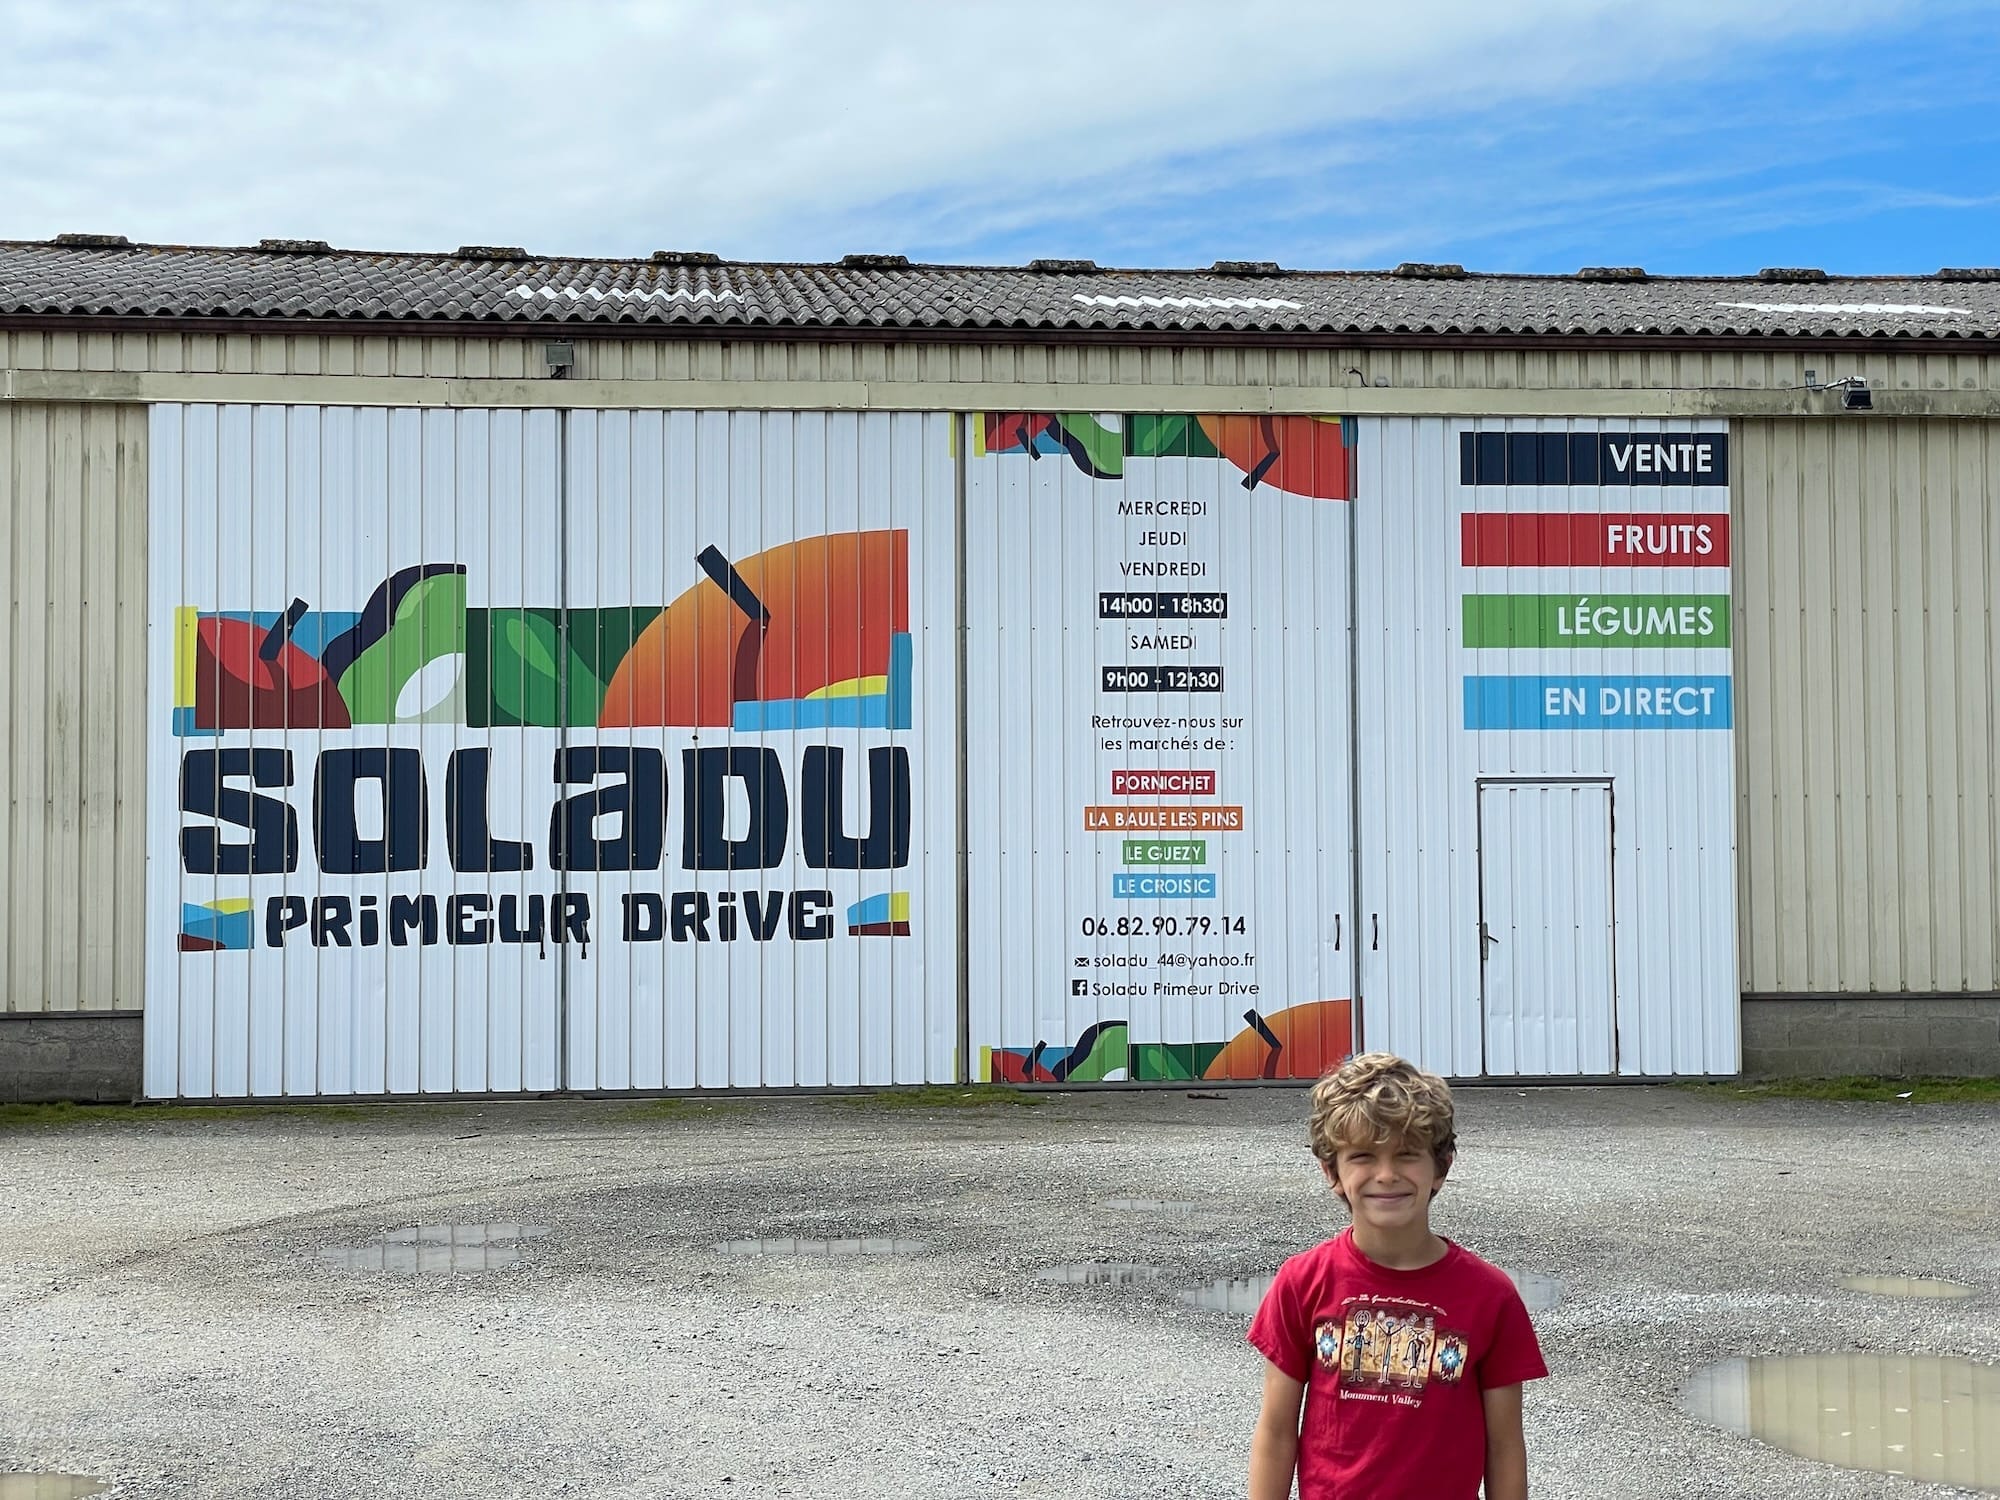 SOLADU
PRIMEUR DRIVE
MERCREDI
JEUDI
VENDREDI
14h00 - 18h30
SAMEDI
9h00 - 12h30
Retrouvez-nous sur
les marchés de :
PORNICHET
LA BAULE LES PINS
LE GUEZY
LE CROISIC
06.82.90.79.14
soladu_44@yahoo.fr
Soladu Primeur Drive
VENTE
FRUITS
LÉGUMES
EN DIRECT
Monument Valley